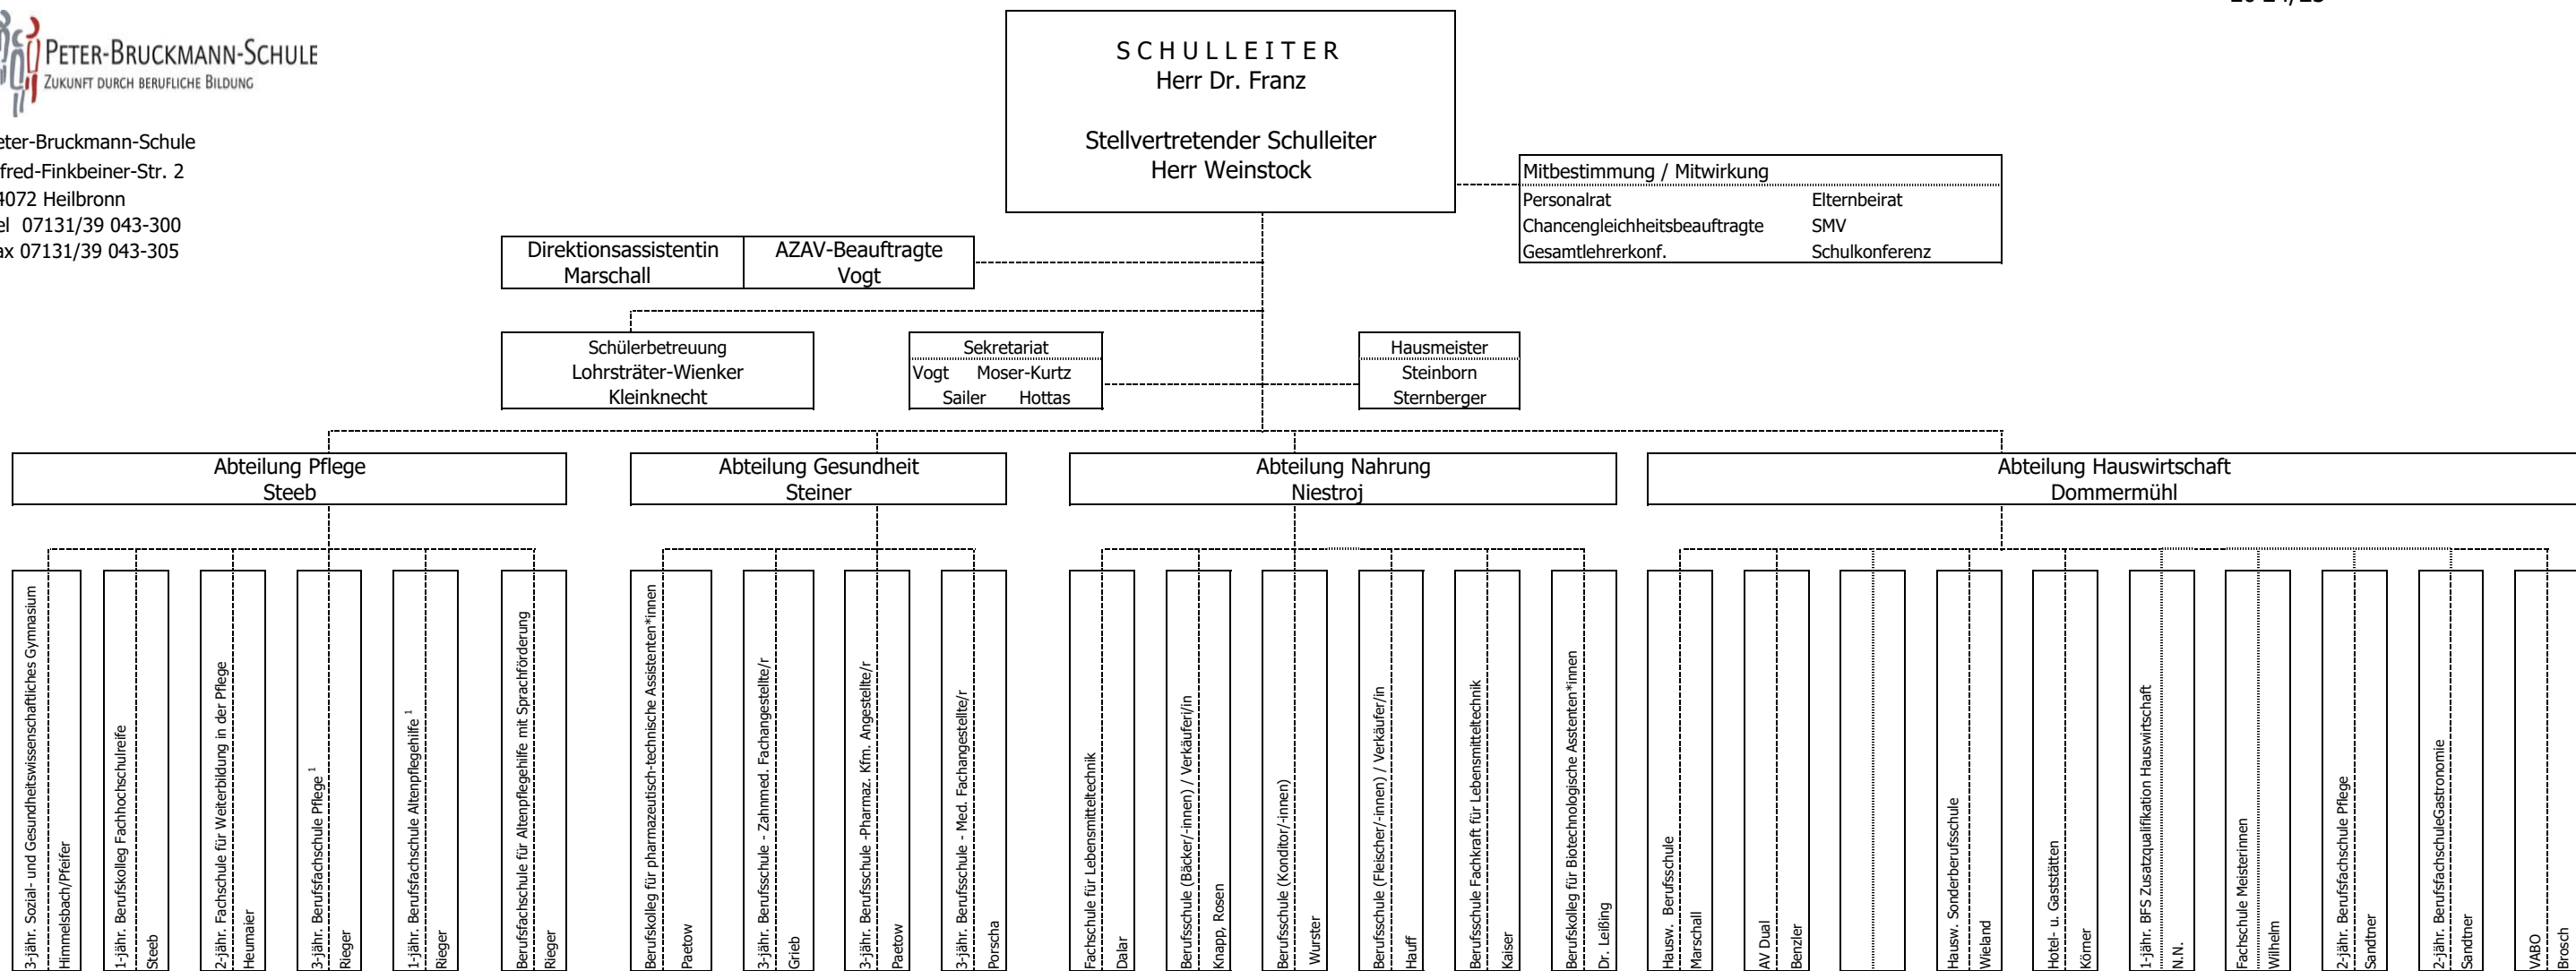 PETER-BRUCKMANN-SCHULE
ZUKUNFT DURCH BERUFLICHE BILDUNG
eter-Bruckmann-Schule
fred-Finkbeiner-Str. 2
4072 Heilbronn
el 07131/39 043-300
ax 07131/39 043-305
SCHULLEITER
Herr Dr. Franz
Stellvertretender Schulleiter
Herr Weinstock
Mitbestimmung / Mitwirkung
Personalrat Elternbeirat
Chancengleichheitsbeauftragte SMV
Gesamtlehrerkonf. Schulkonferenz
Direktionsassistentin
Marschall
AZAV-Beauftragte
Vogt
Schülerbetreuung
Lohrsträter-Wienker
Kleinknecht
Sekretariat
Vogt Moser-Kurtz
Sailer Hottas
Hausmeister
Steinborn
Sternberger
Abteilung Pflege
Steeb
Abteilung Gesundheit
Steiner
Abteilung Nahrung
Niestroj
Abteilung Hauswirtschaft
Dommermühl
3-jähr. Sozial- und Gesundheitswissenschaftliches Gymnasium
Himmelsbach/Pfeifer
1-jähr. Berufskolleg Fachhochschulreife
Steeb
2-jähr. Fachschule für Weiterbildung in der Pflege
Heumaier
3-jähr. Berufsfachschule Pflege ¹
Rieger
1-jähr. Berufsfachschule Altenpflegehilfe ¹
Rieger
Berufsfachschule für Altenpflegehilfe mit Sprachförderung
Rieger
Berufskolleg für pharmazeutisch-technische Assistenten*innen
Paetow
3-jähr. Berufsschule - Zahnmed. Fachangestellte/r
Grieb
3-jähr. Berufsschule -Pharmaz. Kfm. Angestellte/r
Paetow
3-jähr. Berufsschule - Med. Fachangestellte/r
Porscha
Fachschule für Lebensmitteltechnik
Dalar
Berufsschule (Bäcker/-innen) / Verkäuferi/in
Knapp, Rosen
Berufsschule (Konditor/-innen)
Wurster
Berufsschule (Fleischer/-innen) / Verkäufer/in
Hauff
Berufsschule Fachkraft für Lebensmitteltechnik
Kaiser
Berufskolleg für Biotechnologische Asstenten*innen
Dr. Leißing
Hausw. Berufsschule
Marschall
AV Dual
Benzler
Hausw. Sonderberufsschule
Wieland
Hotel- u. Gaststätten
Körner
1-jähr. BFS Zusatzqualifikation Hauswirtschaft
N.N.
Fachschule Meisterinnen
Wilhelm
2-jähr. Berufsfachschule Pflege
Sandtner
2-jähr. BerufsfachschuleGastronomie
Sandtner
VABO
Brosch